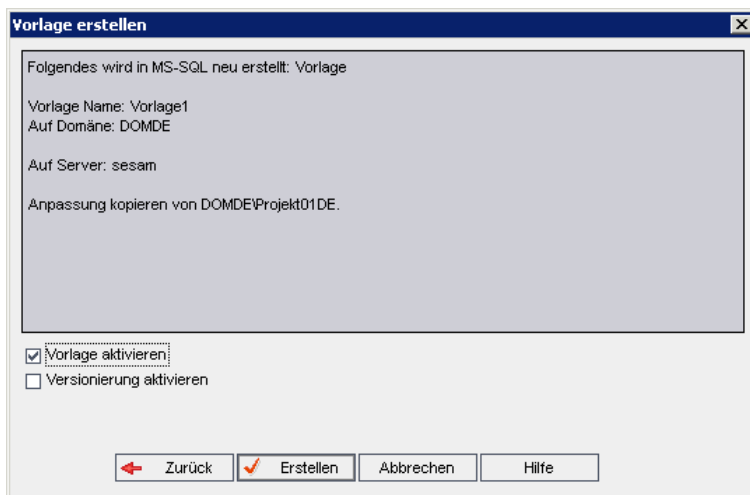 Vorlage erstellen
Folgendes wird in MS-SQL neu erstellt: Vorlage
Vorlage Name: Vorlage1
Auf Domäne: DOMDE
Auf Server: sesam
Anpassung kopieren von DOMDE\Projekt01DE.
Vorlage aktivieren
Versionierung aktivieren
Zurück Erstellen Abbrechen Hilfe